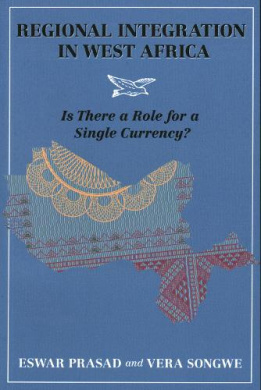 REGIONAL INTEGRATION
IN WEST AFRICA
Is There a Role for a
Single Currency?
ESWAR PRASAD and VERA SONGWE